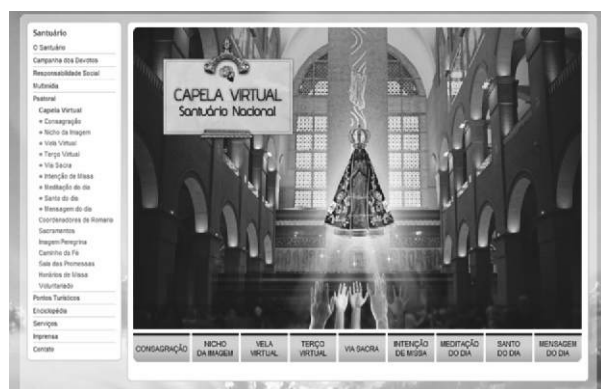 Santuário
O Santuário
Campanha dos Devotos
Responsabilidade Social
Multimídia
Pastoral
Capela Virtual
Consagração
Nicho da Imagem
Vela Virtual
Terço Virtual
Via Sacra
Intenção de Missa
Meditação do dia
Santo do dia
Mensagem do dia
Coordenadores de Romaria
Sacramentos
Imagem Peregrina
Caminho da Fé
Sala das Promessas
Horários de Missa
Voluntariado
Pontos Turísticos
Enciclopédia
Serviços
Imprensa
Contato
CAPELA VIRTUAL
Santuário Nacional
CONSAGRAÇÃO
NICHO
DA IMAGEM
VELA
VIRTUAL
TERÇO
VIRTUAL
VIA SACRA
INTENÇÃO
DE MISSA
MEDITAÇÃO
DO DIA
SANTO
DO DIA
MENSAGEM
DO DIA